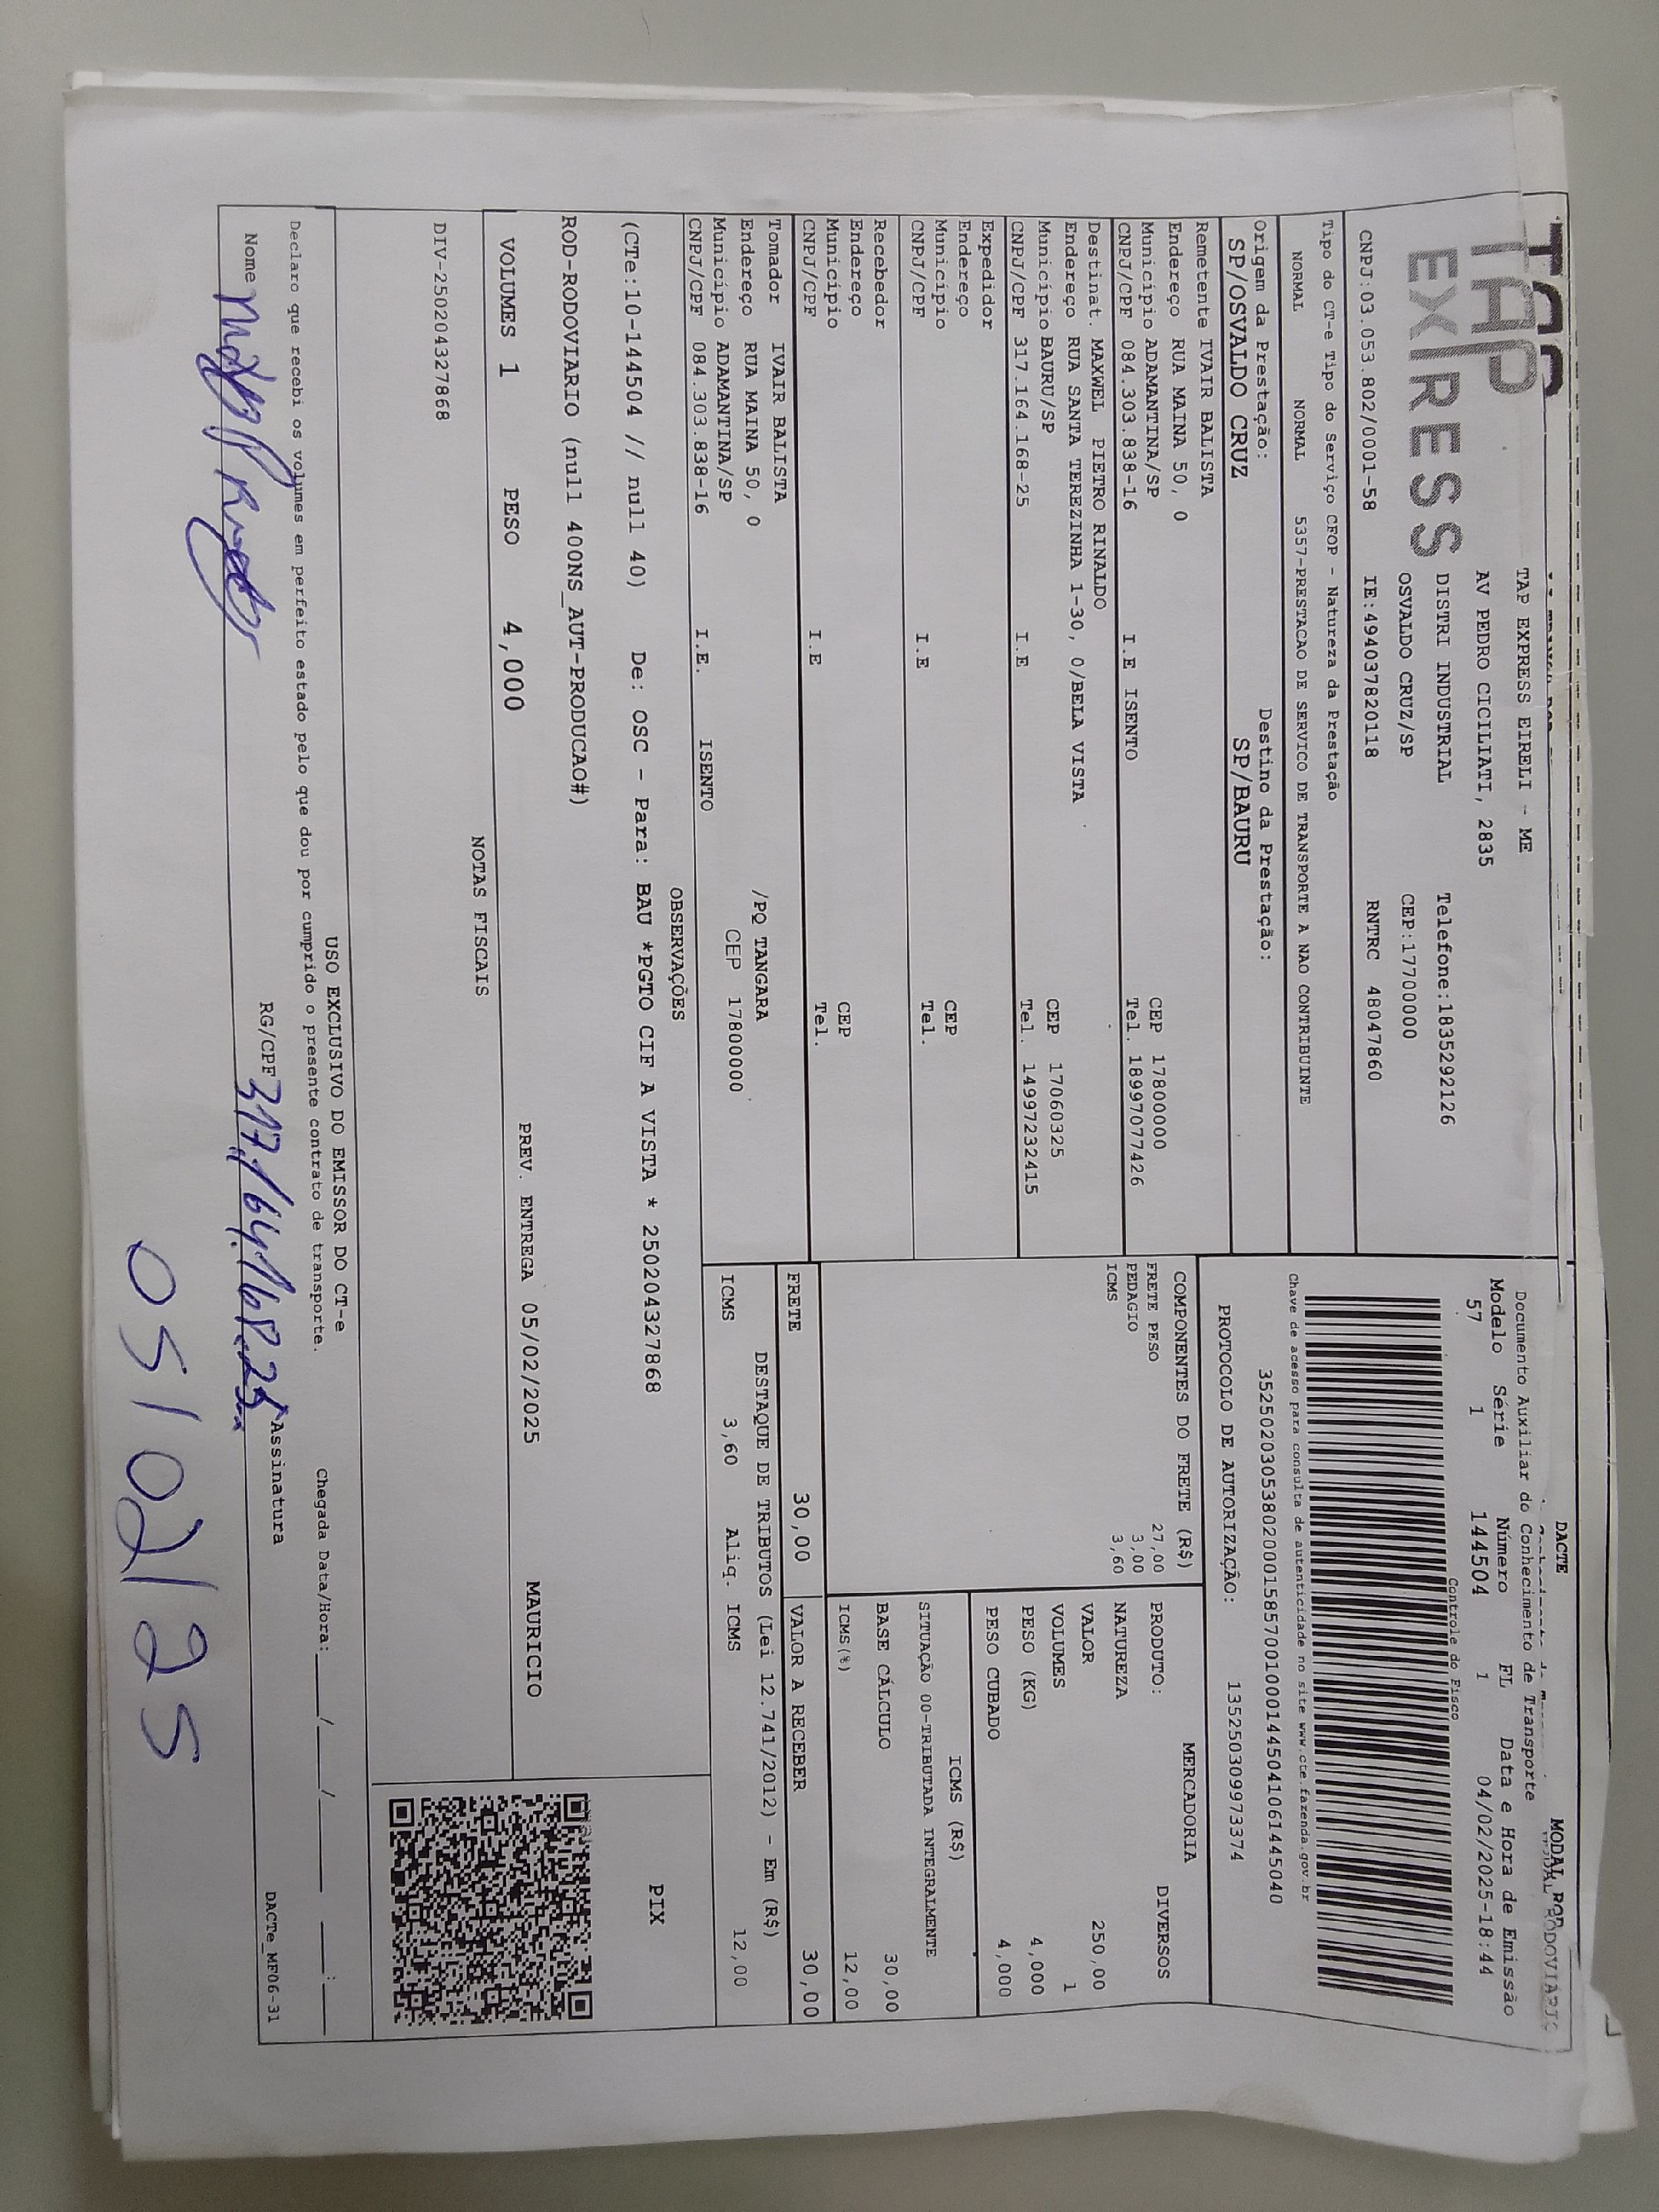 TAP EXPRESS
TAP EXPRESS EIRELI - ME
AV PEDRO CICILIATI, 2835
DISTRI INDUSTRIAL Telefone:1835292126
OSVALDO CRUZ/SP CEP:17700000
CNPJ:03.053.802/0001-58 IE:494037820118 RNTRC 48047860
DACTE MODAL RODOVIARIO
Documento Auxiliar do Conhecimento de Transporte
Modelo Série Número FL Data e Hora de Emissão
57 1 144504 1 04/02/2025-18:44
Controle do Fisco
Chave de acesso para consulta de autenticidade no site www.cte.fazenda.gov.br
35250203053802000158570010001445041061445040
PROTOCOLO DE AUTORIZAÇÃO: 135250309973374
Tipo do CT-e Tipo do Serviço CFOP - Natureza da Prestação
NORMAL NORMAL 5357-PRESTACAO DE SERVICO DE TRANSPORTE A NAO CONTRIBUINTE
Origem da Prestação: Destino da Prestação:
SP/OSVALDO CRUZ SP/BAURU
Remetente IVAIR BALISTA
Endereço RUA MAINA 50, 0 CEP 17800000
Município ADAMANTINA/SP Tel. 18997077426
CNPJ/CPF 084.303.838-16 I.E ISENTO
Destinat. MAXWEL PIETRO RINALDO
Endereço RUA SANTA TEREZINHA 1-30, 0/BELA VISTA
Município BAURU/SP CEP 17060325
CNPJ/CPF 317.164.168-25 I.E Tel. 14997232415
Expedidor
Endereço
Município CEP
CNPJ/CPF I.E Tel.
Recebedor
Endereço
Município CEP
CNPJ/CPF I.E Tel.
Tomador IVAIR BALISTA
Endereço RUA MAINA 50, 0 /PQ TANGARA
Município ADAMANTINA/SP CEP 17800000
CNPJ/CPF 084.303.838-16 I.E. ISENTO
COMPONENTES DO FRETE (R$)
FRETE PESO 27,00
PEDAGIO 3,00
ICMS 3,60
MERCADORIA
PRODUTO: DIVERSOS
NATUREZA
VALOR 250,00
VOLUMES 1
PESO (KG) 4,000
PESO CUBADO 4,000
ICMS (R$)
SITUAÇÃO 00-TRIBUTADA INTEGRALMENTE
BASE CÁLCULO 30,00
ICMS(%) 12,00
FRETE 30,00 VALOR A RECEBER 30,00
DESTAQUE DE TRIBUTOS (Lei 12.741/2012) - Em (R$)
ICMS 3,60 Aliq. ICMS 12,00
OBSERVAÇÕES
(CTe:10-144504 // null 40) De: OSC - Para: BAU *PGTO CIF A VISTA * 250204327868
ROD-RODOVIARIO (null 400NS_AUT-PRODUCAO#)
PIX
VOLUMES 1 PESO 4,000 PREV. ENTREGA 05/02/2025 MAURICIO
NOTAS FISCAIS
DIV-250204327868
USO EXCLUSIVO DO EMISSOR DO CT-e
Declaro que recebi os volumes em perfeito estado pelo que dou por cumprido o presente contrato de transporte. Chegada Data/Hora:___/___/___ ___:___
Nome RG/CPF 317.164.168.25 Assinatura
DACTe_MF06-31
05/02/25